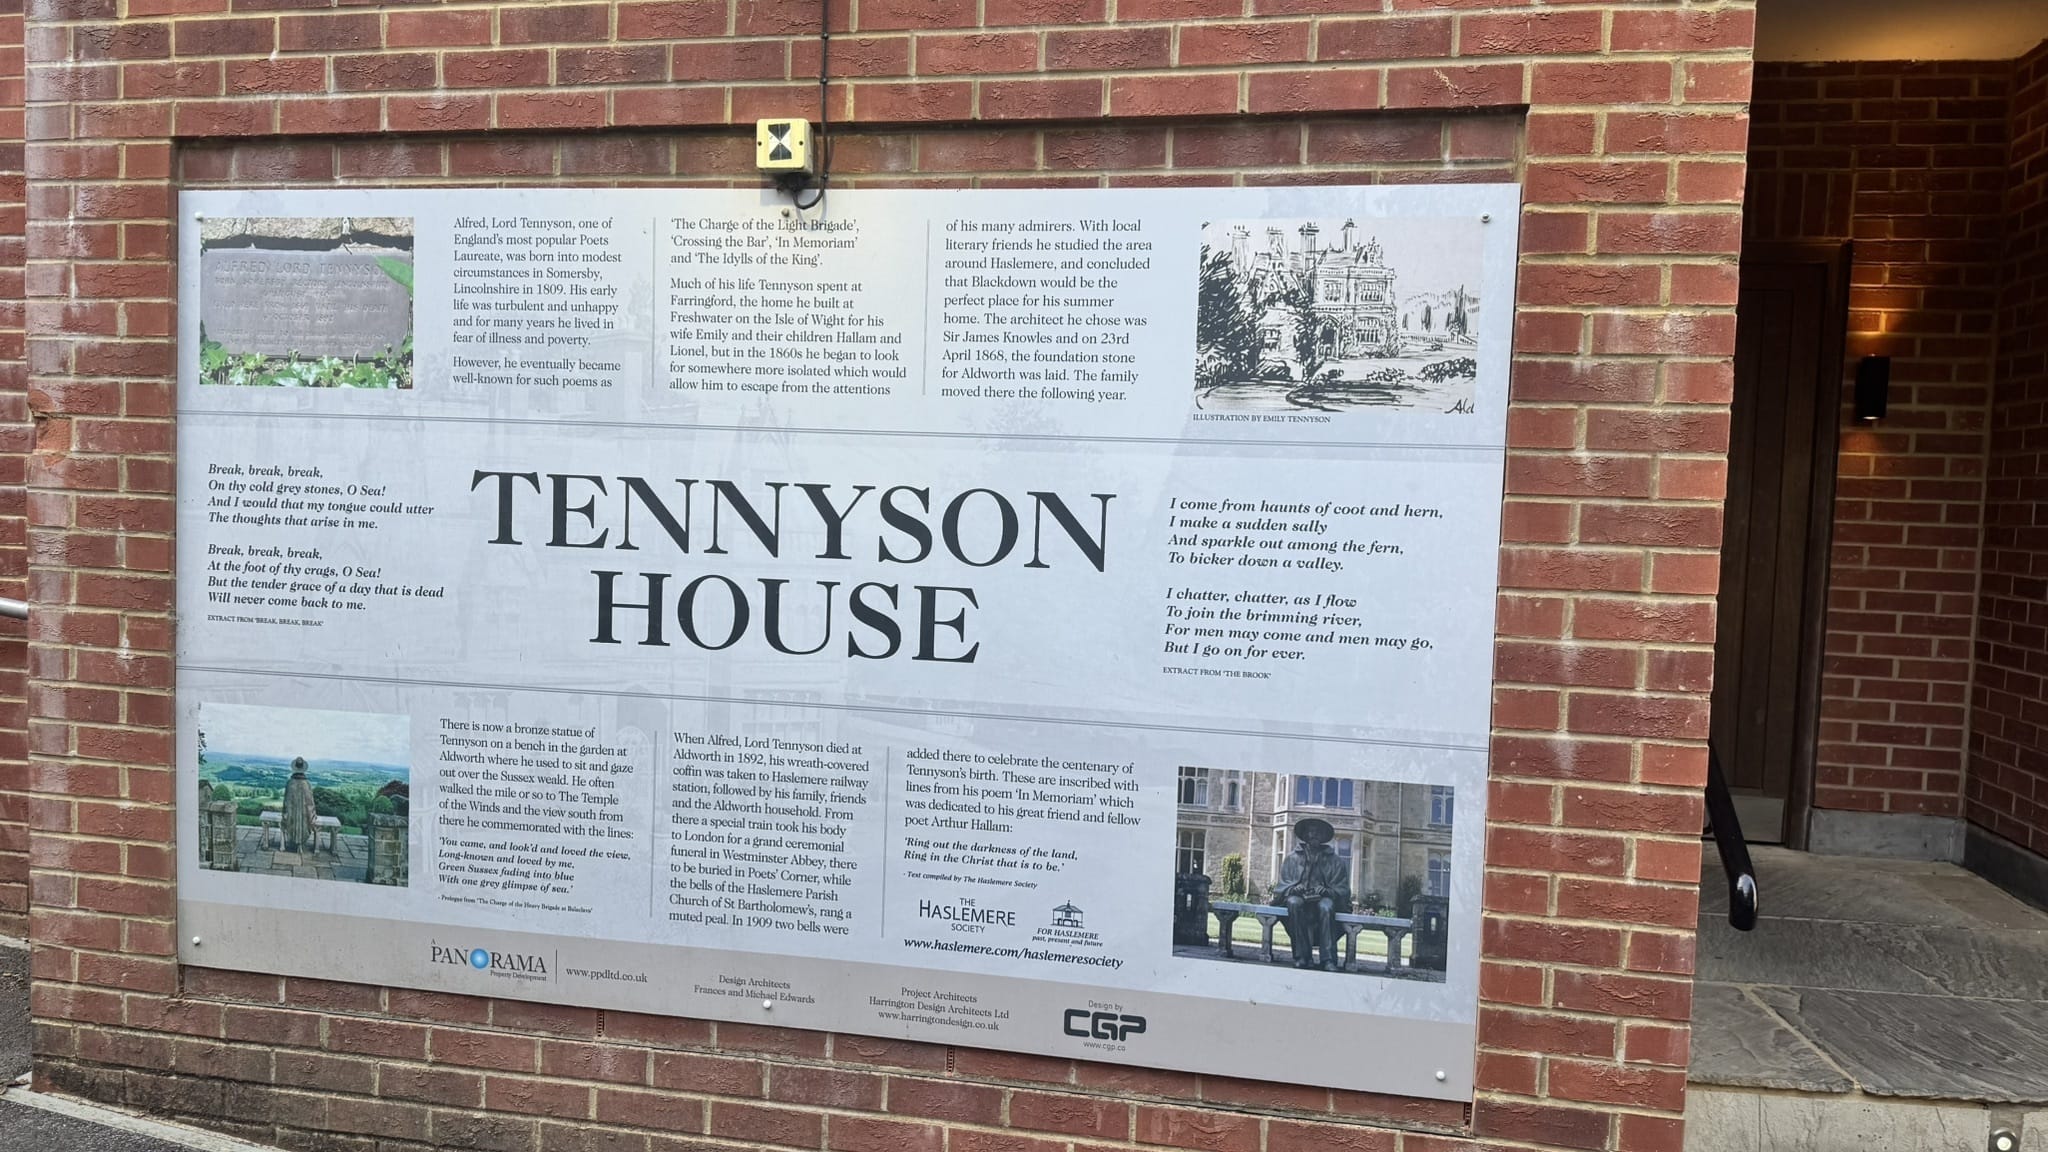 ALFRED LORD TENNYSON
Alfred, Lord Tennyson, one of
England's most popular Poets
Laureate, was born into modest
circumstances in Somersby,
Lincolnshire in 1809. His early
life was turbulent and unhappy
and for many years he lived in
fear of illness and poverty.
However, he eventually became
well-known for such poems as
'The Charge of the Light Brigade',
'Crossing the Bar', 'In Memoriam'
and 'The Idylls of the King'.
Much of his life Tennyson spent at
Farringford, the home he built at
Freshwater on the Isle of Wight for his
wife Emily and their children Hallam and
Lionel, but in the 1860s he began to look
for somewhere more isolated which would
allow him to escape from the attentions
of his many admirers. With local
literary friends he studied the area
around Haslemere, and concluded
that Blackdown would be the
perfect place for his summer
home. The architect he chose was
Sir James Knowles and on 23rd
April 1868, the foundation stone
for Aldworth was laid. The family
moved there the following year.
Ald
ILLUSTRATION BY EMILY TENNYSON
Break, break, break,
On thy cold grey stones, O Sea!
And I would that my tongue could utter
The thoughts that arise in me.
Break, break, break,
At the foot of thy crags, O Sea!
But the tender grace of a day that is dead
Will never come back to me.
EXTRACT FROM 'BREAK, BREAK, BREAK'
TENNYSON
HOUSE
I come from haunts of coot and hern,
I make a sudden sally
And sparkle out among the fern,
To bicker down a valley.
I chatter, chatter, as I flow
To join the brimming river,
For men may come and men may go,
But I go on for ever.
EXTRACT FROM 'THE BROOK'
There is now a bronze statue of
Tennyson on a bench in the garden at
Aldworth where he used to sit and gaze
out over the Sussex weald. He often
walked the mile or so to The Temple
of the Winds and the view south from
there he commemorated with the lines:
'You came, and look'd and loved the view,
Long-known and loved by me,
Green Sussex fading into blue
With one grey glimpse of sea.'
- Prologue from 'The Charge of the Heavy Brigade at Balaclava'
When Alfred, Lord Tennyson died at
Aldworth in 1892, his wreath-covered
coffin was taken to Haslemere railway
station, followed by his family, friends
and the Aldworth household. From
there a special train took his body
to London for a grand ceremonial
funeral in Westminster Abbey, there
to be buried in Poets' Corner, while
the bells of the Haslemere Parish
Church of St Bartholomew's, rang a
muted peal. In 1909 two bells were
added there to celebrate the centenary of
Tennyson's birth. These are inscribed with
lines from his poem 'In Memoriam' which
was dedicated to his great friend and fellow
poet Arthur Hallam:
'Ring out the darkness of the land,
Ring in the Christ that is to be.'
- Text compiled by The Haslemere Society
THE
HASLEMERE
SOCIETY
FOR HASLEMERE
past, present and future
www.haslemere.com/haslemeresociety
A
PANORAMA
Property Development
www.ppdltd.co.uk
Design Architects
Frances and Michael Edwards
Project Architects
Harrington Design Architects Ltd
www.harringtondesign.co.uk
Design by
CGP
www.cgp.co